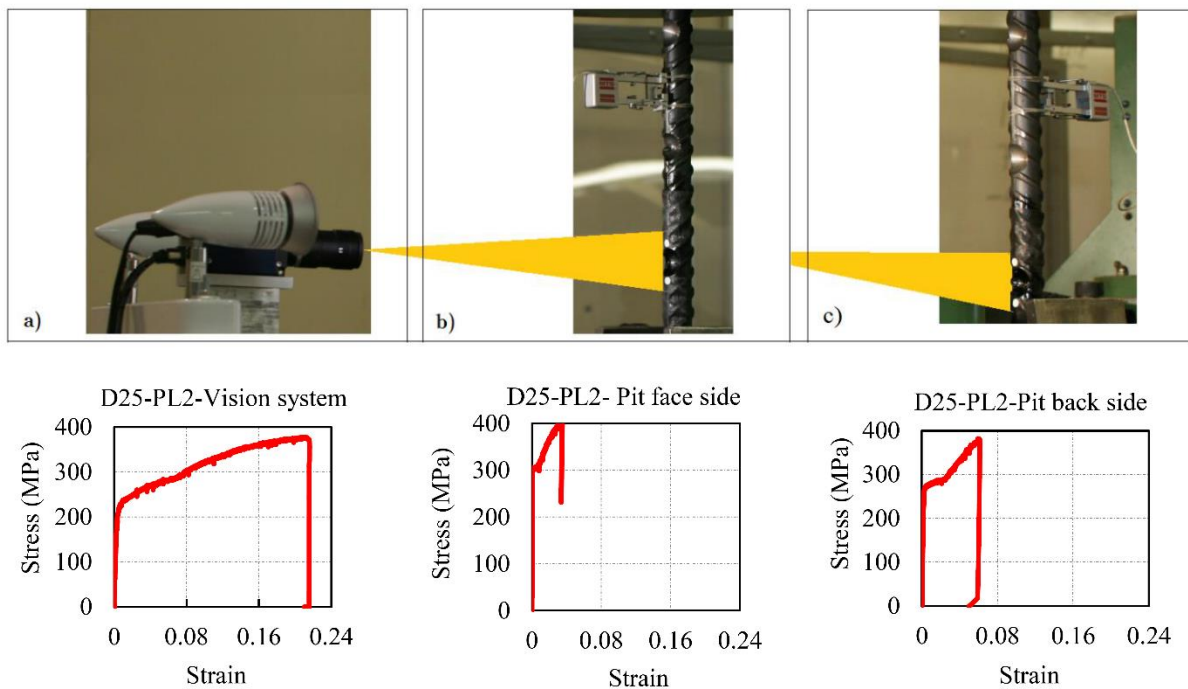 a)
b)
c)
D25-PL2-Vision system
400
300
200
100
0
0 0.08 0.16 0.24
Stress (MPa)
Strain
D25-PL2- Pit face side
400
300
200
100
0
0 0.08 0.16 0.24
Stress (MPa)
Strain
D25-PL2-Pit back side
400
300
200
100
0
0 0.08 0.16 0.24
Stress (MPa)
Strain